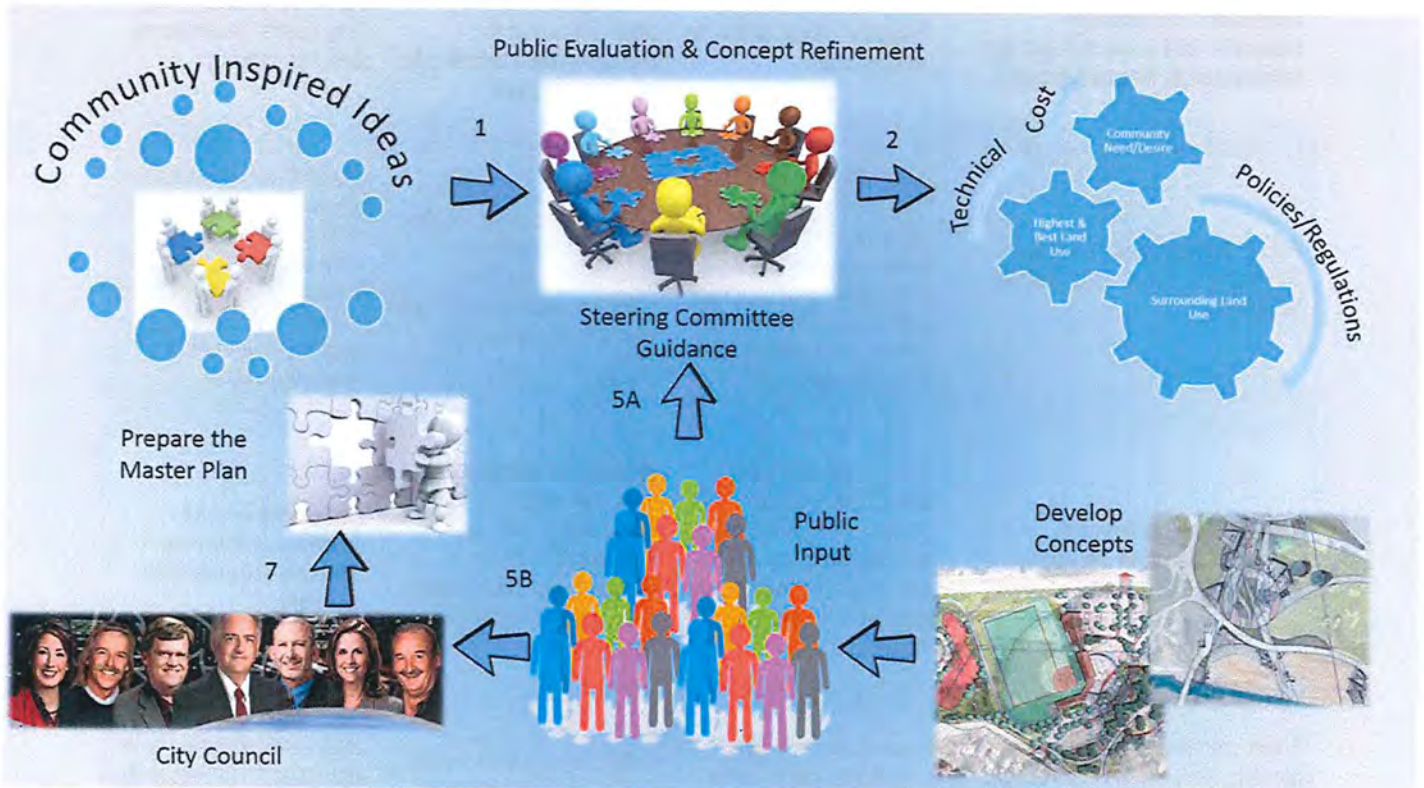 Public Evaluation & Concept Refinement
Community Inspired Ideas
1
2
Technical
Cost
Community
Need/Desire
Highest &
Best Land
Use
Surrounding Land
Use
Policies/Regulations
Steering Committee
Guidance
5A
Prepare the
Master Plan
Public
Input
Develop
Concepts
7
5B
City Council